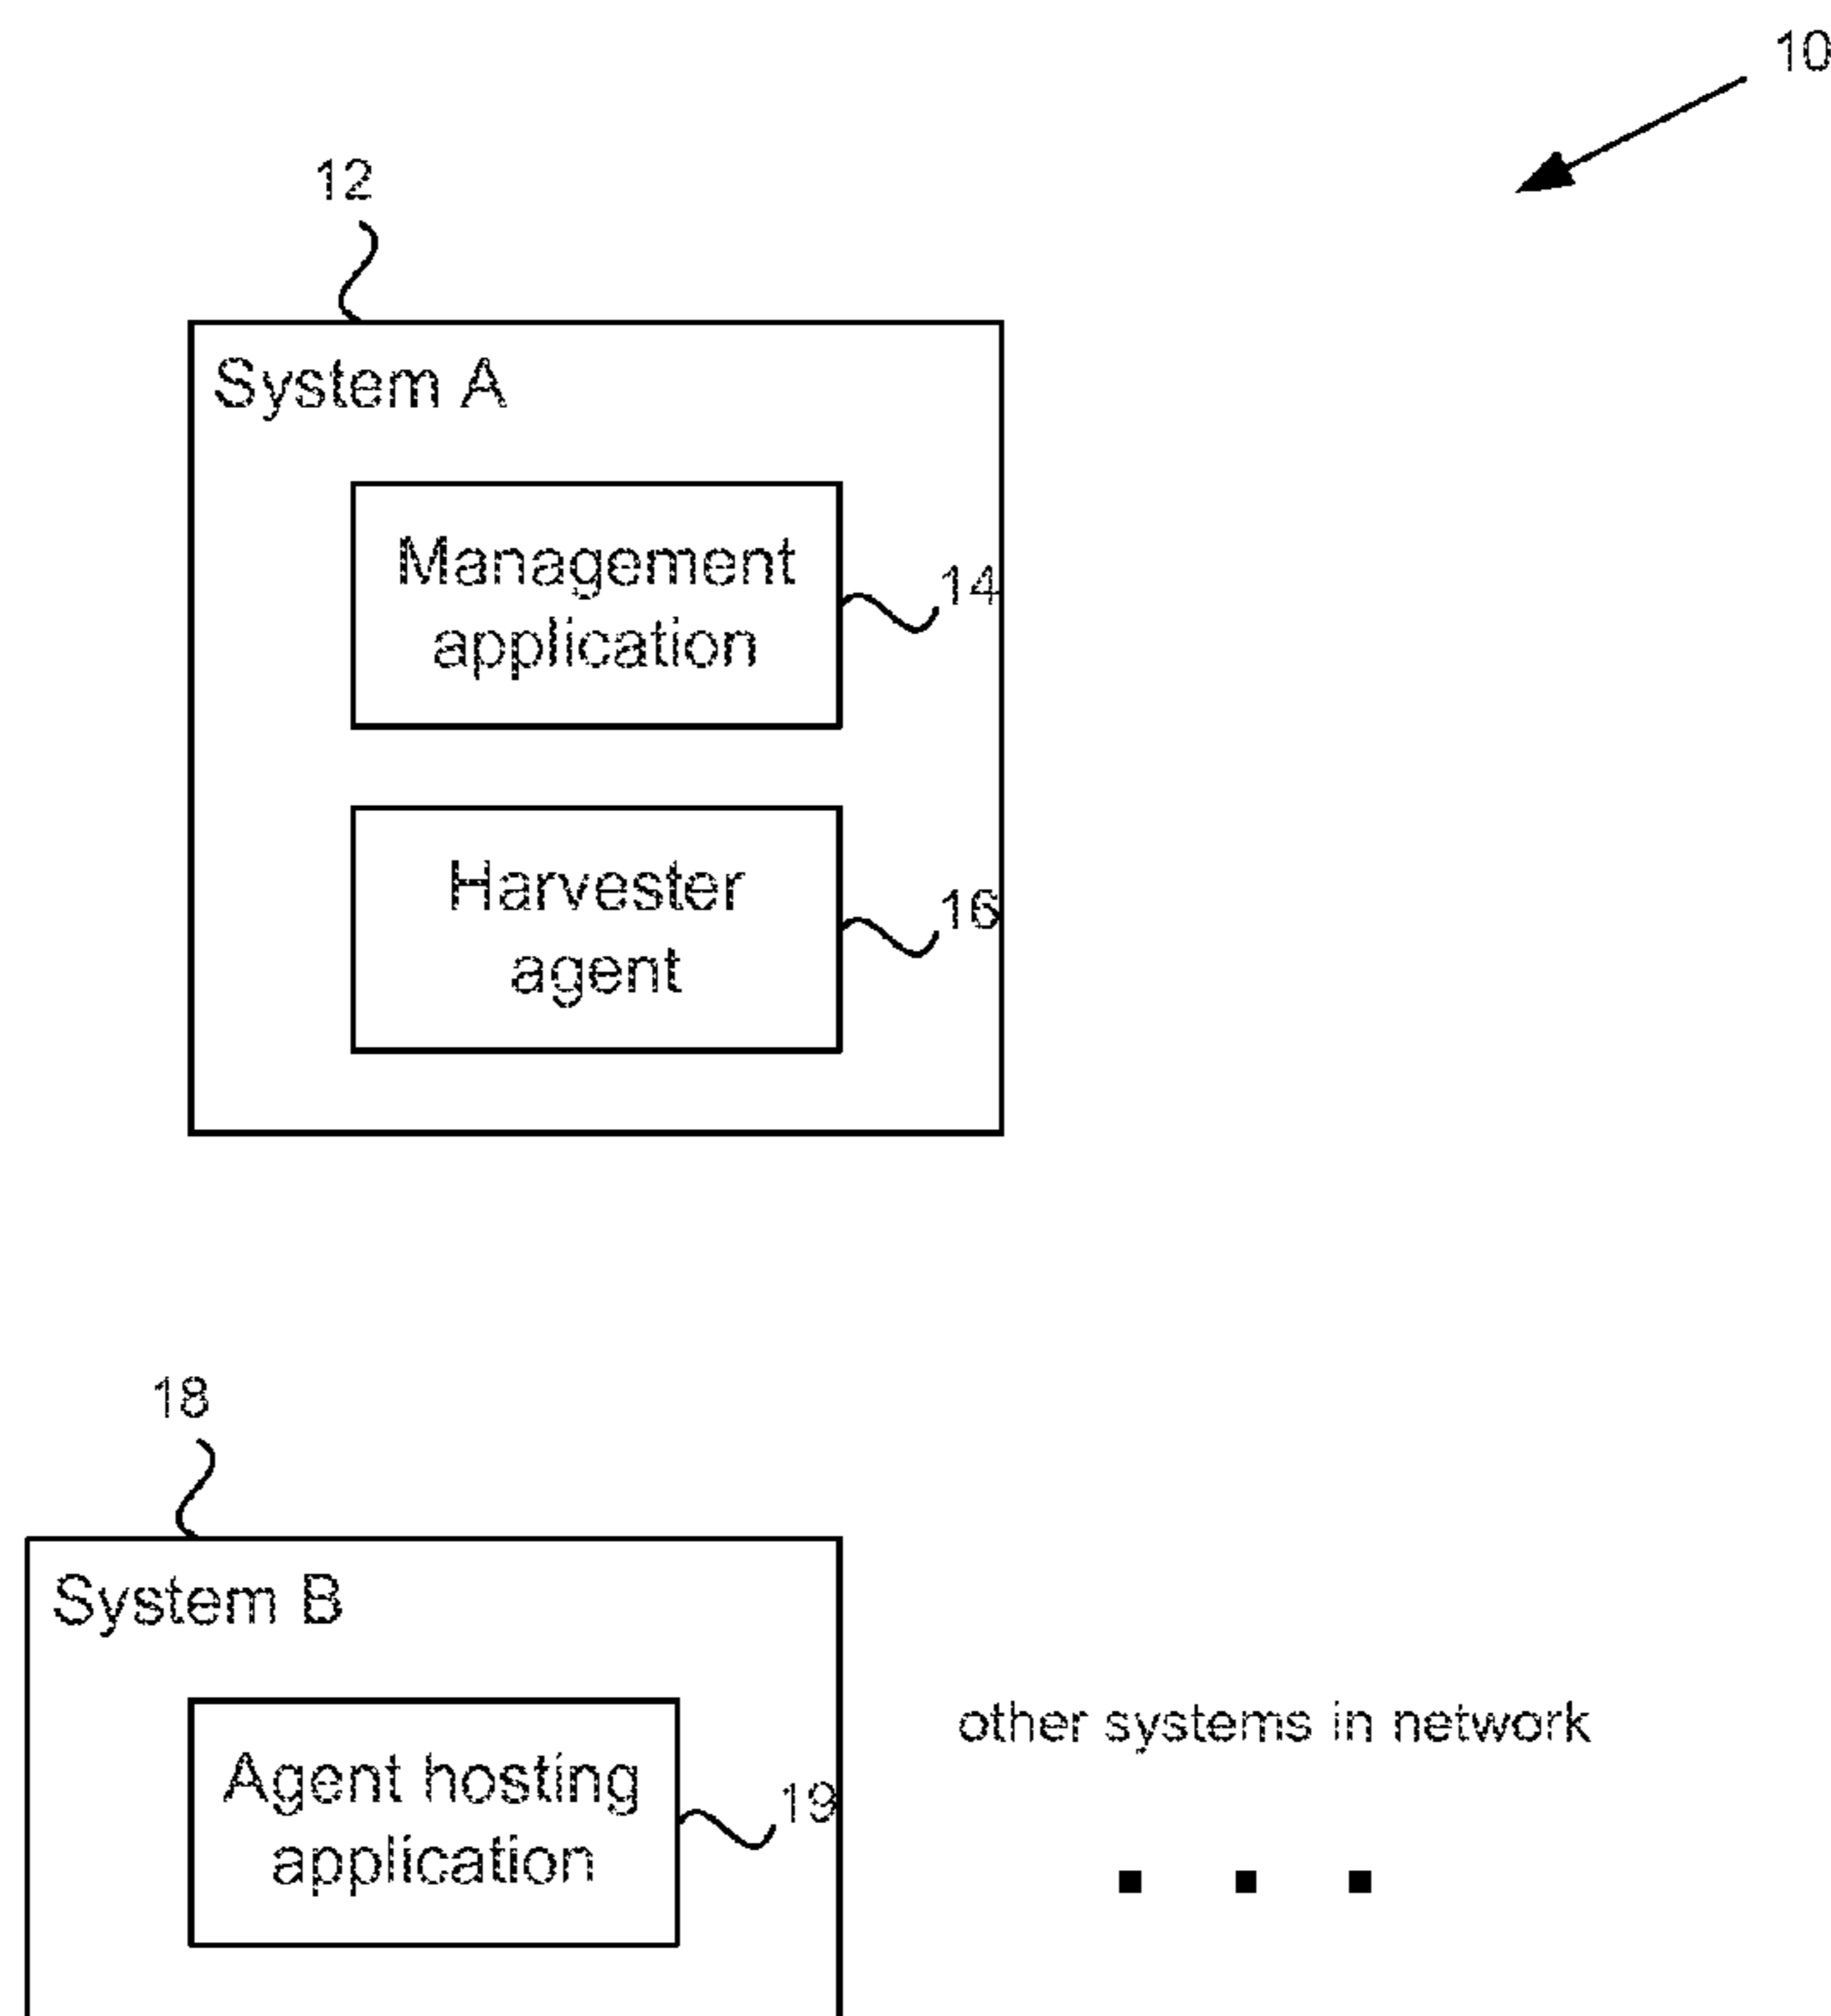 10
12
System A
Management
application
14
Harvester
agent
16
18
System B
Agent hosting
application
19
other systems in network